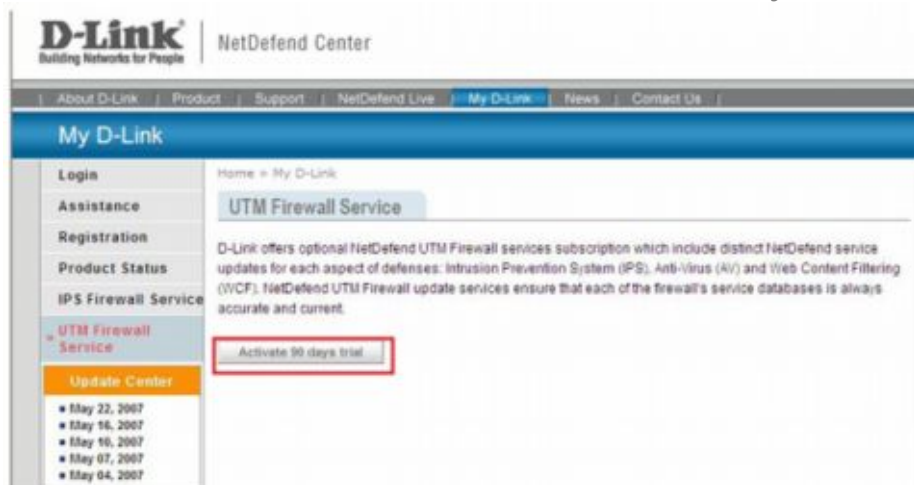 D-Link
Building Networks for People
NetDefend Center
About D-Link | Product | Support | NetDefend Live | My D-Link | News | Contact Us |
My D-Link
Login
Assistance
Registration
Product Status
IPS Firewall Service
UTM Firewall
Service
Update Center
May 22, 2007
May 16, 2007
May 10, 2007
May 07, 2007
May 04, 2007
Home » My D-Link
UTM Firewall Service
D-Link offers optional NetDefend UTM Firewall services subscription which include distinct NetDefend service
updates for each aspect of defenses: Intrusion Prevention System (IPS), Anti-Virus (AV) and Web Content Filtering
(WCF). NetDefend UTM Firewall update services ensure that each of the firewall's service databases is always
accurate and current.
Activate 90 days trial